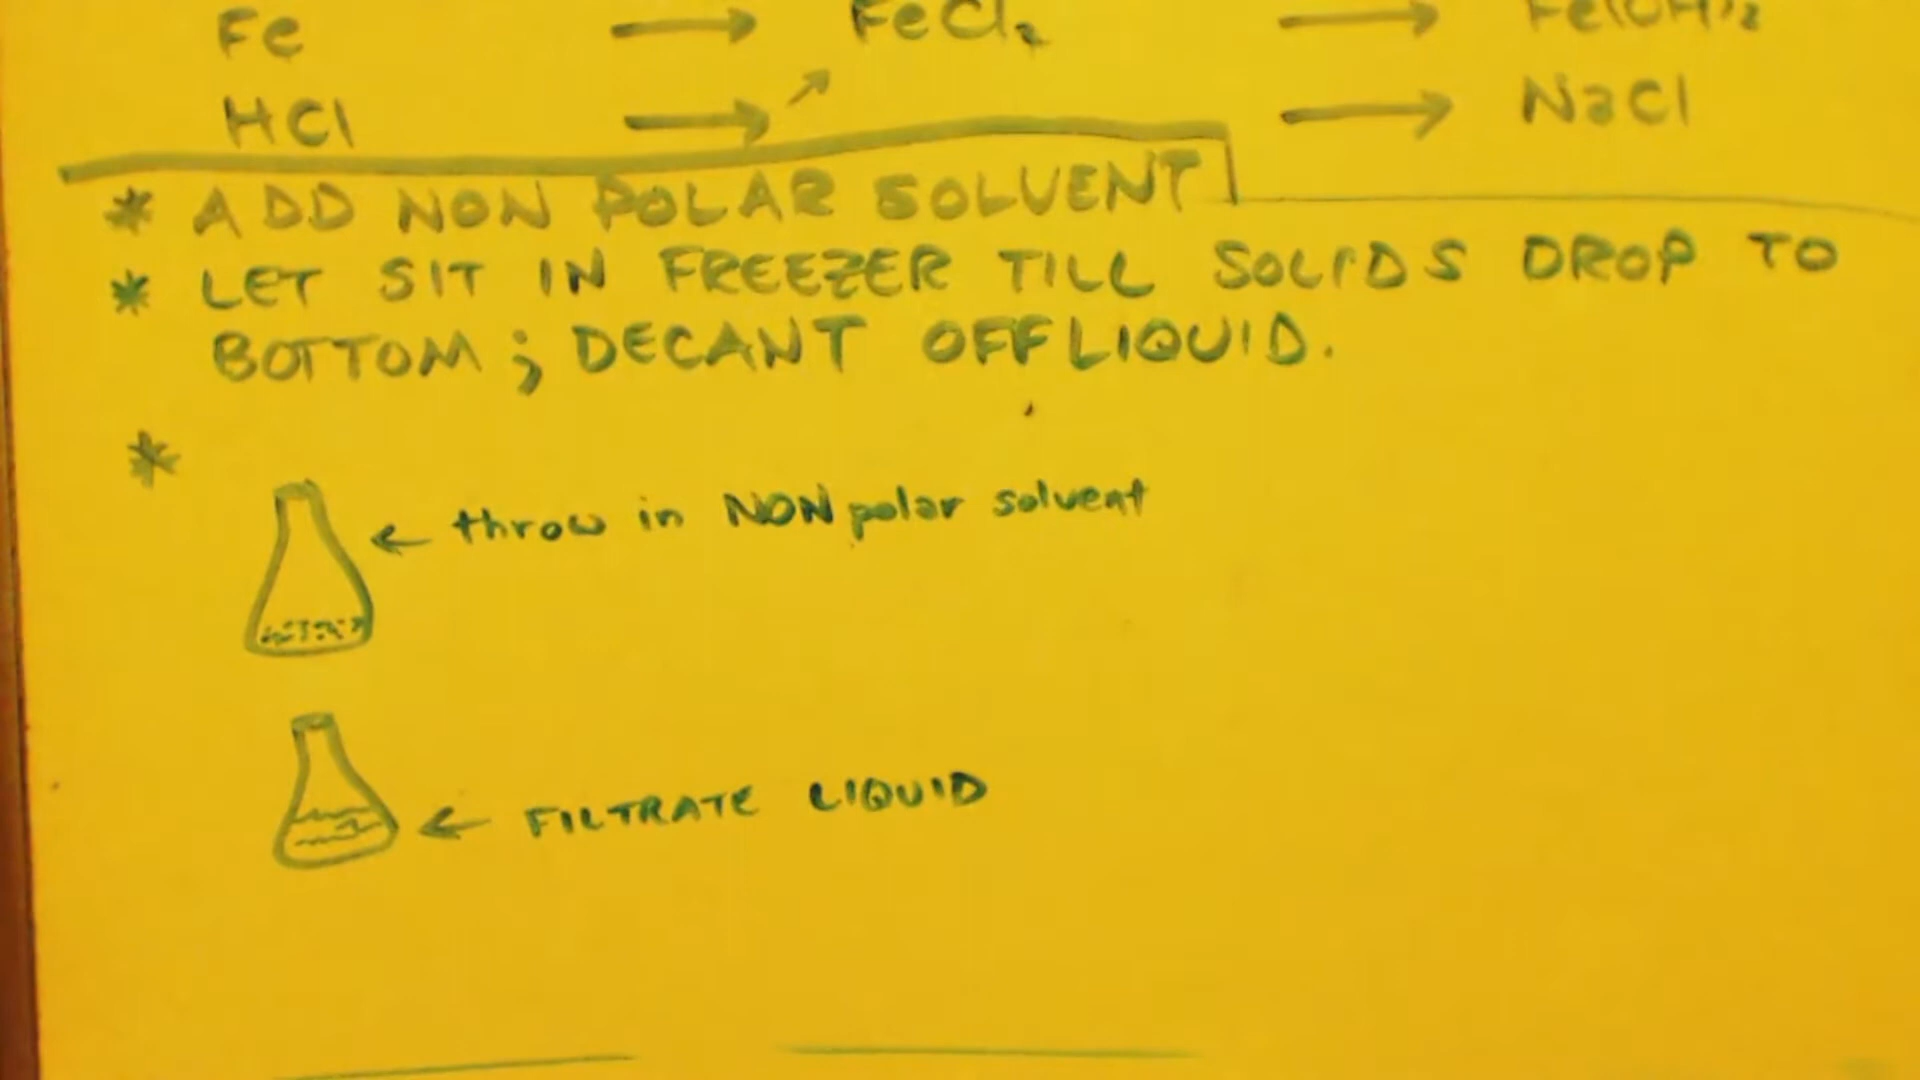 Fe → FeCl₂ → Fe(OH)₂
HCl → ↗ → NaCl
* ADD NON POLAR SOLVENT
* LET SIT IN FREEZER TILL SOLIDS DROP TO
BOTTOM; DECANT OFF LIQUID.
*
← throw in NON polar solvent
← FILTRATE LIQUID